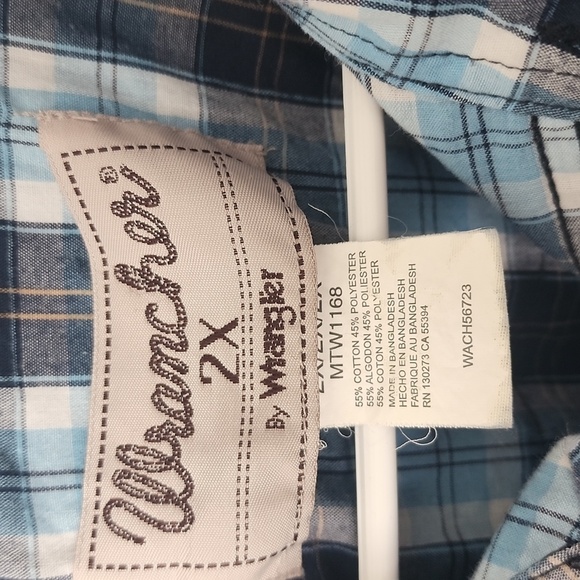 Wrancher®
2X
By Wrangler
MTW1168
55% COTTON 45% POLYESTER
55% ALGODON 45% POLIESTER
55% COTON 45% POLYESTER
MADE IN BANGLADESH
HECHO EN BANGLADESH
FABRIQUE AU BANGLADESH
RN 130273 CA 55394
WACH56723